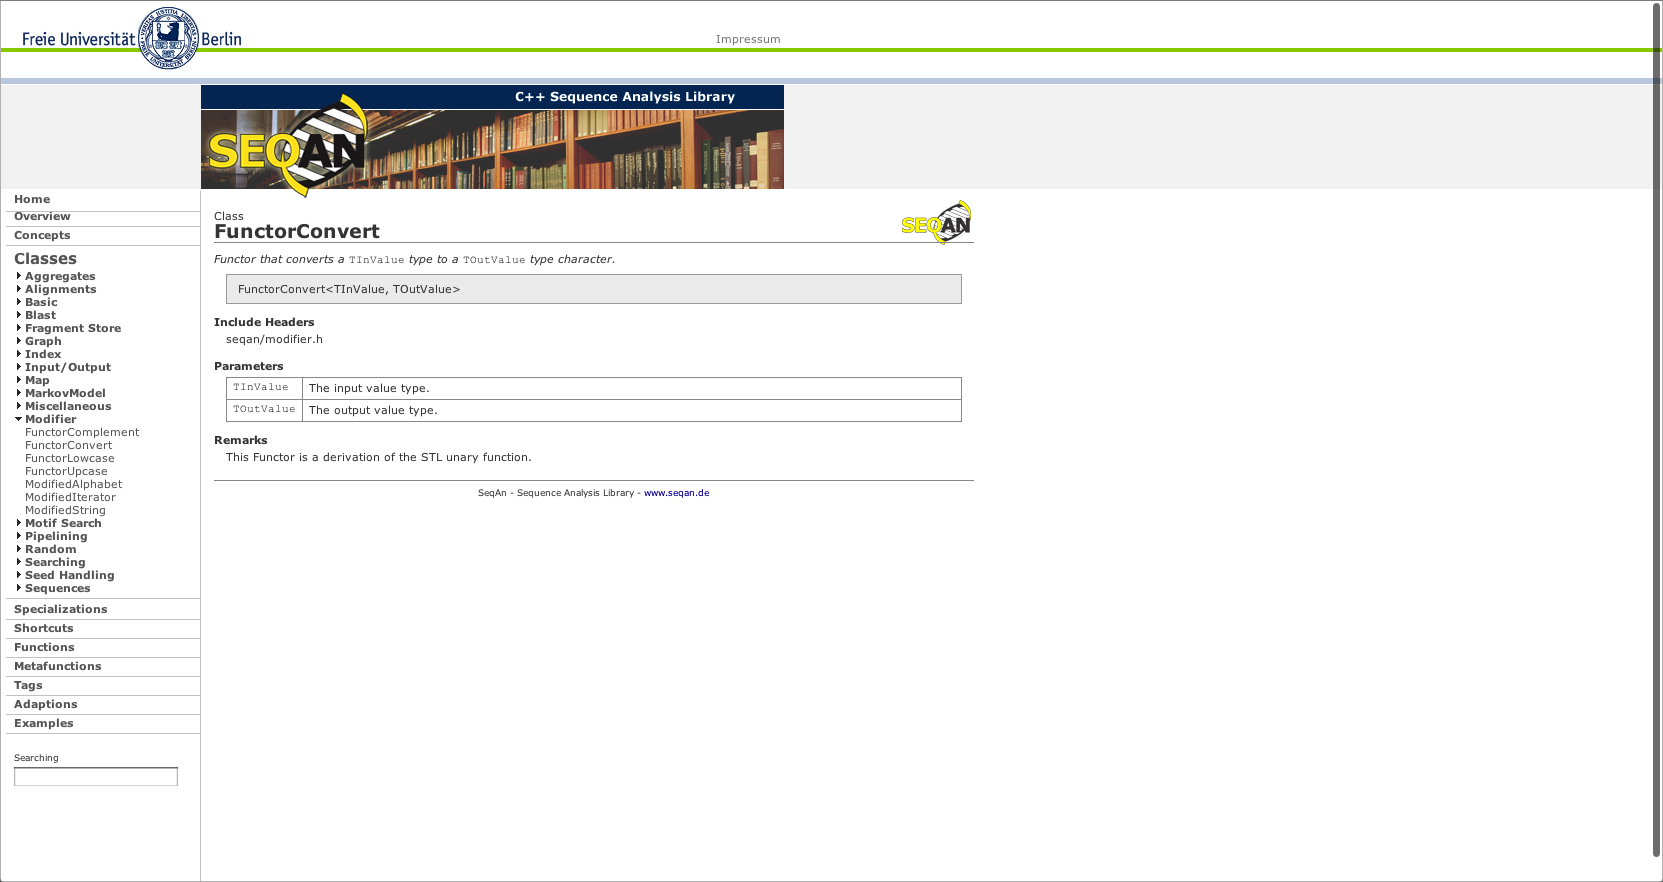 Freie Universität Berlin
Impressum
C++ Sequence Analysis Library
SEQAN
Home
Overview
Concepts
Classes
Aggregates
Alignments
Basic
Blast
Fragment Store
Graph
Index
Input/Output
Map
MarkovModel
Miscellaneous
Modifier
FunctorComplement
FunctorConvert
FunctorLowcase
FunctorUpcase
ModifiedAlphabet
ModifiedIterator
ModifiedString
Motif Search
Pipelining
Random
Searching
Seed Handling
Sequences
Specializations
Shortcuts
Functions
Metafunctions
Tags
Adaptions
Examples
Searching
Class
FunctorConvert
SEQAN
Functor that converts a TInValue type to a TOutValue type character.
FunctorConvert<TInValue, TOutValue>
Include Headers
seqan/modifier.h
Parameters
TInValue The input value type.
TOutValue The output value type.
Remarks
This Functor is a derivation of the STL unary function.
SeqAn - Sequence Analysis Library - www.seqan.de